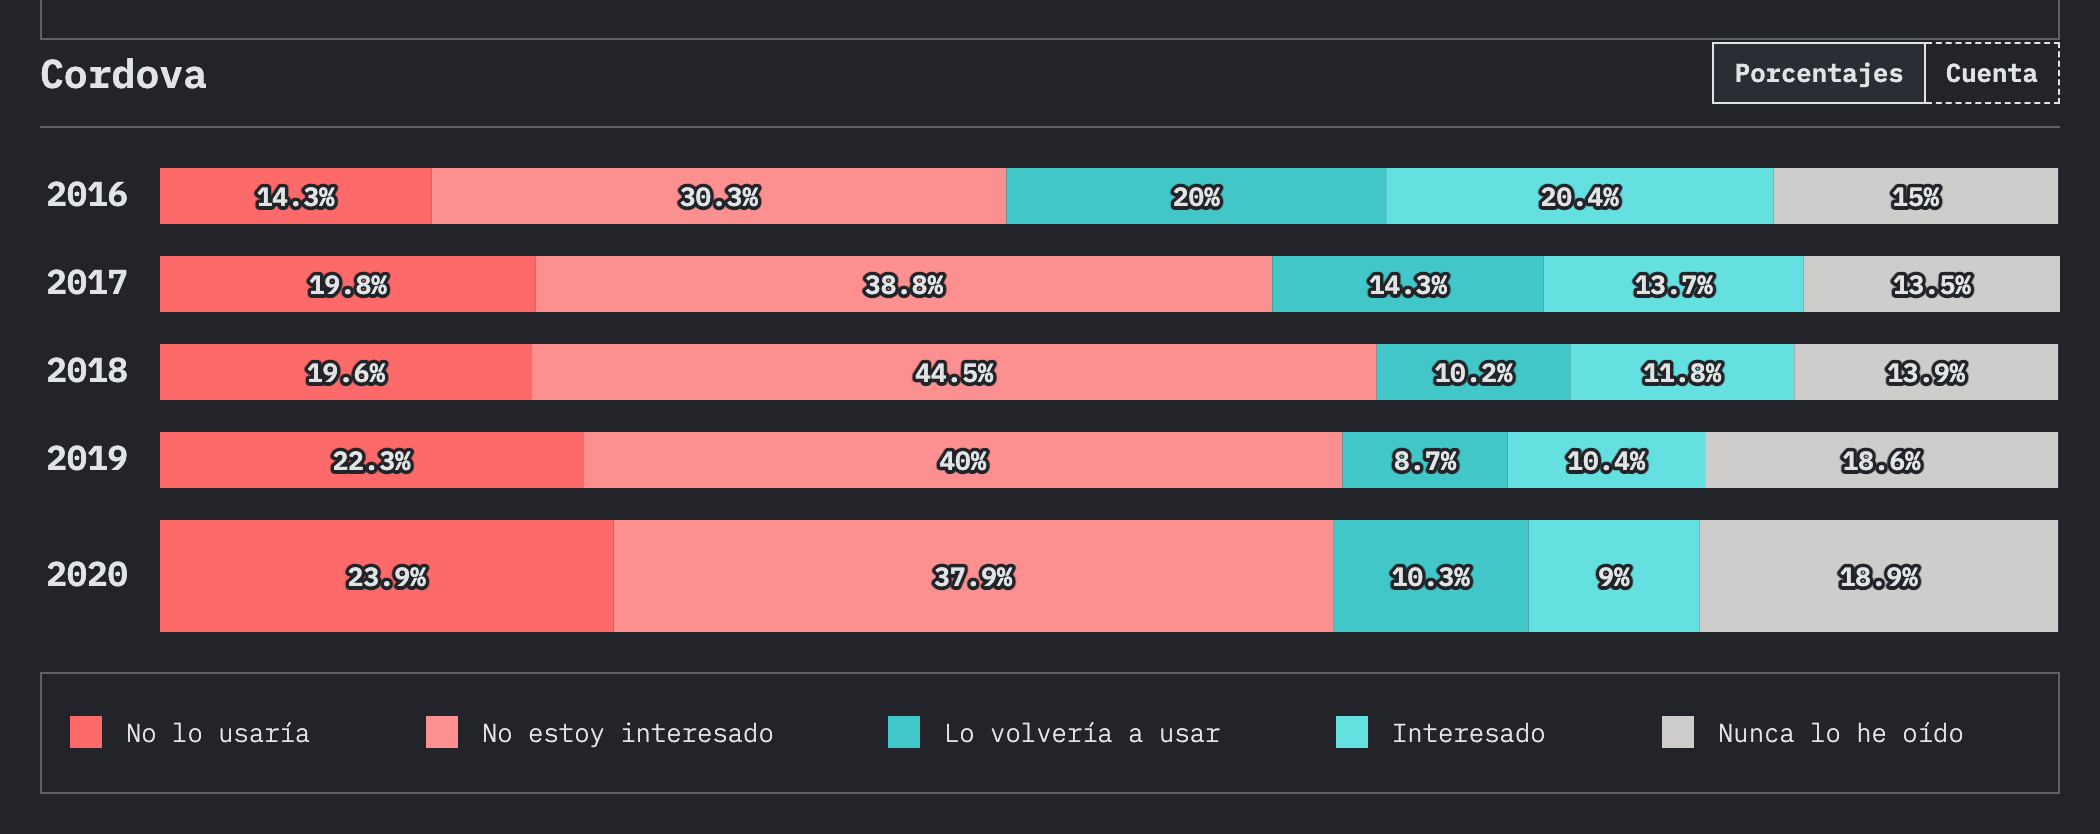 Cordova
Porcentajes Cuenta
2016 14.3% 30.3% 20% 20.4% 15%
2017 19.8% 38.8% 14.3% 13.7% 13.5%
2018 19.6% 44.5% 10.2% 11.8% 13.9%
2019 22.3% 40% 8.7% 10.4% 18.6%
2020 23.9% 37.9% 10.3% 9% 18.9%
No lo usaría No estoy interesado Lo volvería a usar Interesado Nunca lo he oído